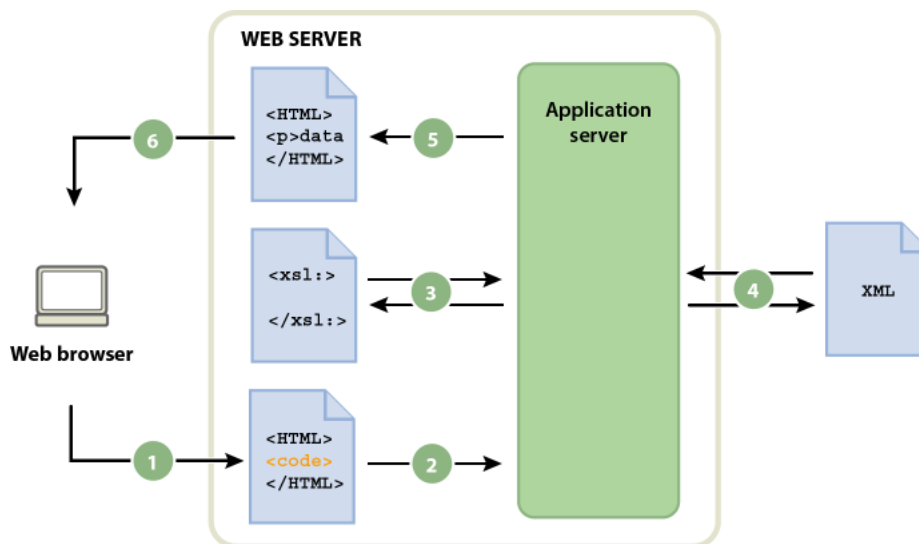 WEB SERVER
<HTML>
<p>data
</HTML>
5
6
Application
server
<xsl:>
</xsl:>
3
4
XML
Web browser
<HTML>
<code>
</HTML>
1
2